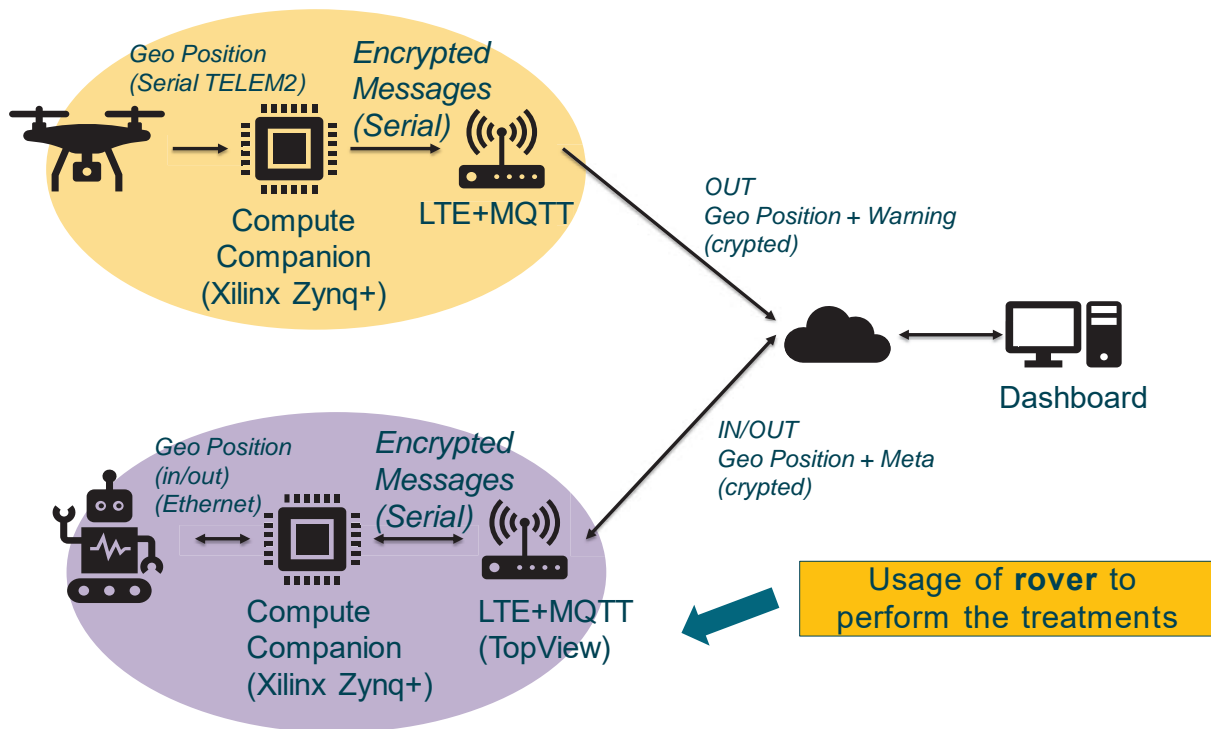 Geo Position
(Serial TELEM2)
Encrypted
Messages
(Serial)
Compute
Companion
(Xilinx Zynq+)
LTE+MQTT
OUT
Geo Position + Warning
(crypted)
Dashboard
IN/OUT
Geo Position + Meta
(crypted)
Geo Position
(in/out)
(Ethernet)
Encrypted
Messages
(Serial)
Compute
Companion
(Xilinx Zynq+)
LTE+MQTT
(TopView)
Usage of rover to
perform the treatments